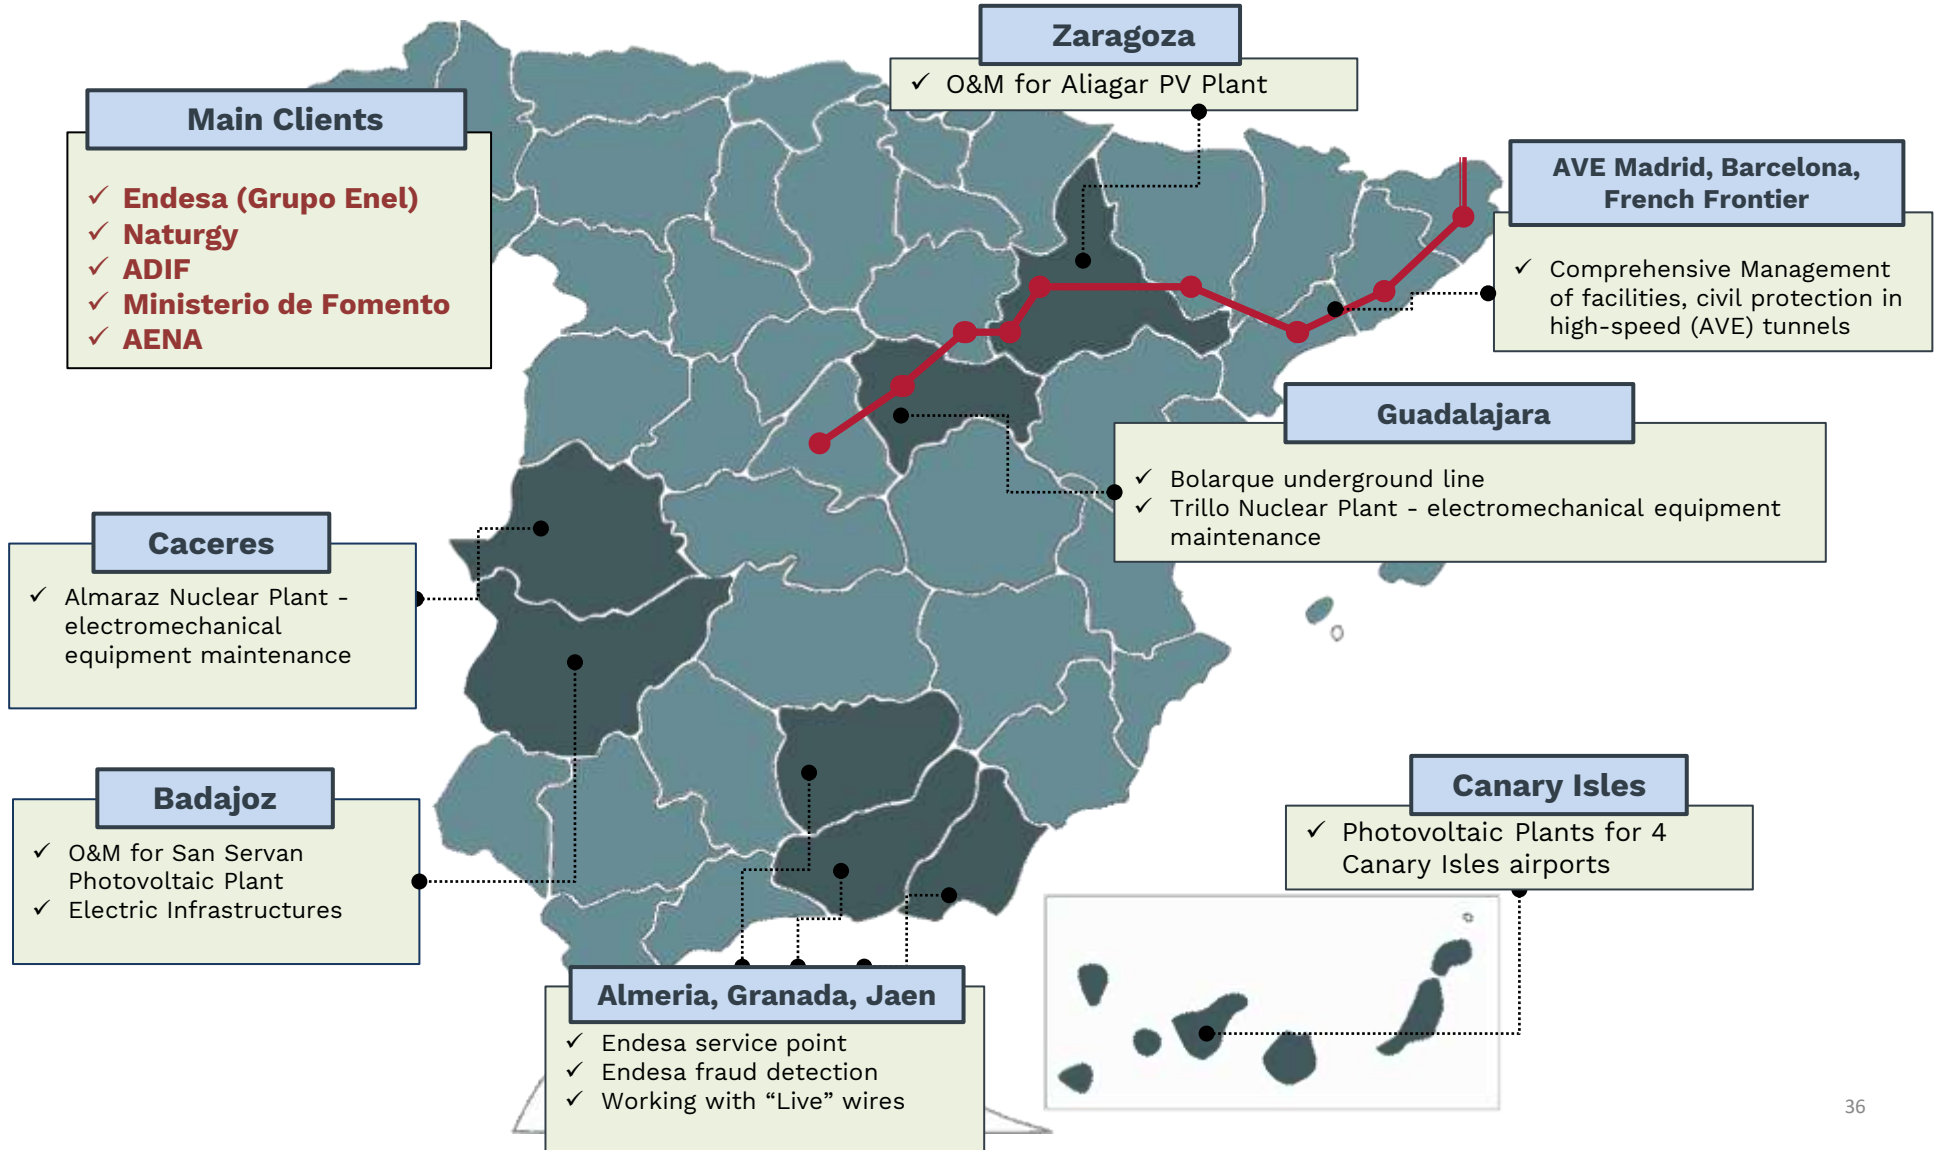 Zaragoza
✓ O&M for Aliagar PV Plant
Main Clients
✓ Endesa (Grupo Enel)
✓ Naturgy
✓ ADIF
✓ Ministerio de Fomento
✓ AENA
AVE Madrid, Barcelona,
French Frontier
✓ Comprehensive Management
of facilities, civil protection in
high-speed (AVE) tunnels
Guadalajara
✓ Bolarque underground line
✓ Trillo Nuclear Plant - electromechanical equipment
maintenance
Caceres
✓ Almaraz Nuclear Plant -
electromechanical
equipment maintenance
Badajoz
✓ O&M for San Servan
Photovoltaic Plant
✓ Electric Infrastructures
Canary Isles
✓ Photovoltaic Plants for 4
Canary Isles airports
Almeria, Granada, Jaen
✓ Endesa service point
✓ Endesa fraud detection
✓ Working with “Live” wires
36